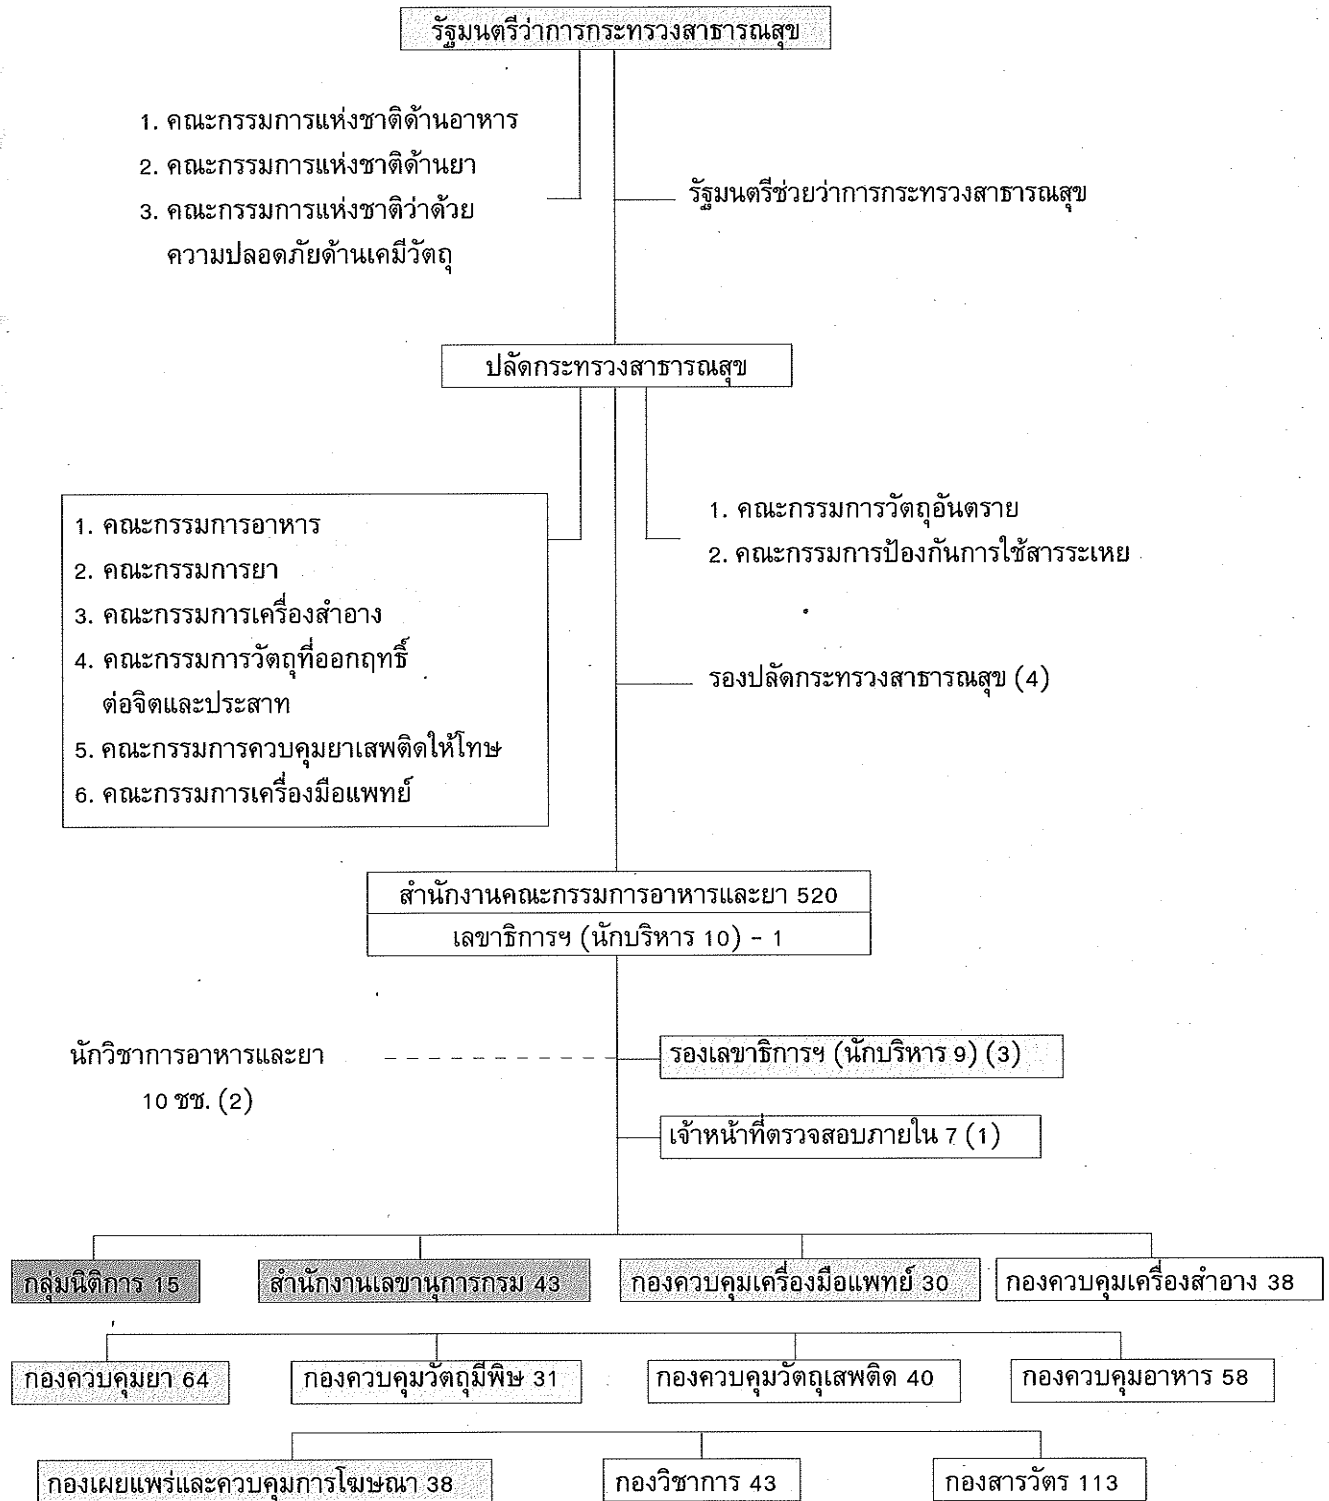 รัฐมนตรีว่าการกระทรวงสาธารณสุข
1. คณะกรรมการแห่งชาติด้านอาหาร
2. คณะกรรมการแห่งชาติด้านยา
3. คณะกรรมการแห่งชาติว่าด้วย
ความปลอดภัยด้านเคมีวัตถุ
รัฐมนตรีช่วยว่าการกระทรวงสาธารณสุข
ปลัดกระทรวงสาธารณสุข
1. คณะกรรมการอาหาร
2. คณะกรรมการยา
3. คณะกรรมการเครื่องสำอาง
4. คณะกรรมการวัตถุที่ออกฤทธิ์
ต่อจิตและประสาท
5. คณะกรรมการควบคุมยาเสพติดให้โทษ
6. คณะกรรมการเครื่องมือแพทย์
1. คณะกรรมการวัตถุอันตราย
2. คณะกรรมการป้องกันการใช้สารระเหย
รองปลัดกระทรวงสาธารณสุข (4)
สำนักงานคณะกรรมการอาหารและยา 520
เลขาธิการฯ (นักบริหาร 10) - 1
นักวิชาการอาหารและยา
10 ชช. (2)
รองเลขาธิการฯ (นักบริหาร 9) (3)
เจ้าหน้าที่ตรวจสอบภายใน 7 (1)
กลุ่มนิติการ 15
สำนักงานเลขานุการกรม 43
กองควบคุมเครื่องมือแพทย์ 30
กองควบคุมเครื่องสำอาง 38
กองควบคุมยา 64
กองควบคุมวัตถุมีพิษ 31
กองควบคุมวัตถุเสพติด 40
กองควบคุมอาหาร 58
กองเผยแพร่และควบคุมการโฆษณา 38
กองวิชาการ 43
กองสารวัตร 113